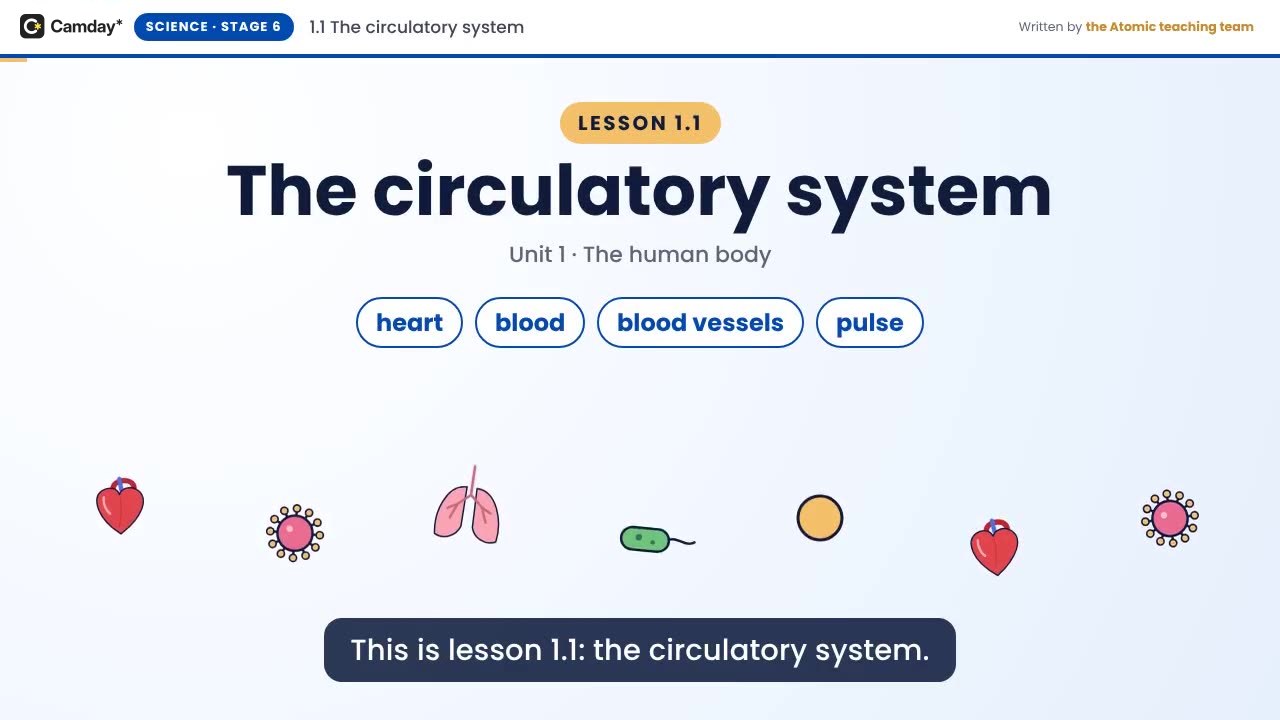 Camday* SCIENCE · STAGE 6 1.1 The circulatory system Written by the Atomic teaching team
LESSON 1.1
The circulatory system
Unit 1 · The human body
heart blood blood vessels pulse
This is lesson 1.1: the circulatory system.